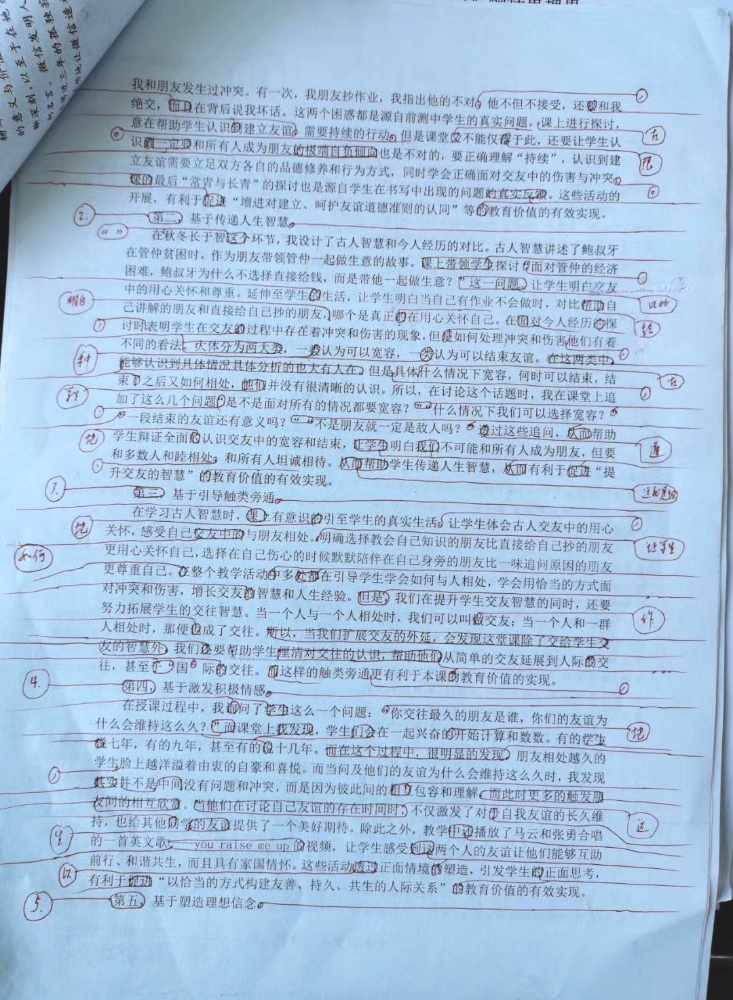 我和朋友发生过冲突。有一次，我朋友抄作业，我指出他的不对。他不但不接受，还要和我
绝交，而且在背后说我坏话。这两个困惑都是源自前测中学生的真实问题，课上进行探讨，
意在帮助学生认识到建立友谊。需要持续的行动。但是课堂又不能仅停于此，还要让学生认
识到一定要和所有人成为朋友的极端自负倾向也是不对的，要正确理解“持续”，认识到建
立友谊需要立足双方各自的品德修养和行为方式，同时学会正确面对交友中的伤害与冲突。
课的最后“常青与长青”的探讨也是源自学生在书写中出现的问题的真实反馈。这些活动的
开展，有利于促进“增进对建立、呵护友谊道德准则的认同”等的教育价值的有效实现。
第二，基于传递人生智慧。
在秋冬长于智这个环节，我设计了古人智慧和今人经历的对比。古人智慧讲述了鲍叔牙
在管仲贫困时，作为朋友带领管仲一起做生意的故事。课上带领学生探讨“面对管仲的经济
困难，鲍叔牙为什么不选择直接给钱，而是带他一起做生意？”这一问题。让学生明白交友
中的用心关怀和尊重。延伸至学生的生活，让学生明白当自己有作业不会做时，对比帮助自
己讲解的朋友和直接给自己抄的朋友，哪个是真正的在用心关怀自己。在面对今人经历的探
讨时表明学生在交友的过程中存在着冲突和伤害的现象，但是如何处理冲突和伤害他们有着
不同的看法。大体分为两大类，一类认为可以宽容，一类认为可以结束友谊。在这两类中，
能够认识到具体情况具体分析的也大有人在。但是具体什么情况下宽容，何时可以结束，结
束了之后又如何相处，他们并没有很清晰的认识。所以，在讨论这个话题时，我在课堂上追
加了这么几个问题“是不是面对所有的情况都要宽容？”“什么情况下我们可以选择宽容？”
“一段结束的友谊还有意义吗？”“不是朋友就一定是敌人吗？”透过这些追问，从而帮助
学生辩证全面的认识交友中的宽容和结束，让学生明白我们不可能和所有人成为朋友，但要
和多数人和睦相处。和所有人坦诚相待。从而帮助学生传递人生智慧，从而有利于促进“提
升交友的智慧”的教育价值的有效实现。
第三，基于引导触类旁通。
在学习古人智慧时，课上有意识的引至学生的真实生活。让学生体会古人交友中的用心
关怀，感受自己交友中的与朋友相处。明确选择教会自己知识的朋友比直接给自己抄的朋友
更用心关怀自己，选择在自己伤心的时候默默陪伴在自己身旁的朋友比一味追问原因的朋友
更尊重自己。在整个教学活动中多处都在引导学生学会如何与人相处，学会用恰当的方式面
对冲突和伤害，增长交友的智慧和人生经验。但是，我们在提升学生交友智慧的同时，还要
努力拓展学生的交往智慧。当一个人与一个人相处时，我们可以叫做交友；当一个人和一群
人相处时，那便也成了交往。所以，当我们扩展交友的外延，会发现这堂课除了交给学生交
友的智慧外，我们还要帮助学生厘清对交往的认识，帮助他们从简单的交友延展到人际的交
往，甚至于“国”际的交往。而这样的触类旁通更有利于本课的教育价值的实现。
第四，基于激发积极情感。
在授课过程中，我询问了学生这么一个问题：“你交往最久的朋友是谁，你们的友谊为
什么会维持这么久？”而课堂上我发现，学生们会在一起兴奋的开始计算和数数。有的学生
说七年，有的九年，甚至有的说十几年。而在这个过程中，很明显的发现，朋友相处越久的
学生脸上越洋溢着由衷的自豪和喜悦。而当问及他们的友谊为什么会维持这么久时，我发现
其实并不是中间没有问题和冲突，而是因为彼此间的相互包容和理解，而此时更多的触发朋
友间的相互欣赏。当他们在讨论自己友谊的存在时间时，不仅激发了对于自我友谊的长久维
持，也给其他同学的友谊提供了一个美好期待。除此之外，教学中还播放了马云和张勇合唱
的一首英文歌——you raise me up的视频，让学生感受到这两个人的友谊让他们能够互助
前行、和谐共生，而且具有家国情怀。这些活动透过正面情境的塑造，引发学生的正面思考，
有利于促进“以恰当的方式构建友善、持久、共生的人际关系”的教育价值的有效实现。
第五，基于塑造理想信念。
在
限
2.
明白
以此
给
种
在
产生
地
通
3.
地
如何
让学生
作
4.
地
这
生
以
5.